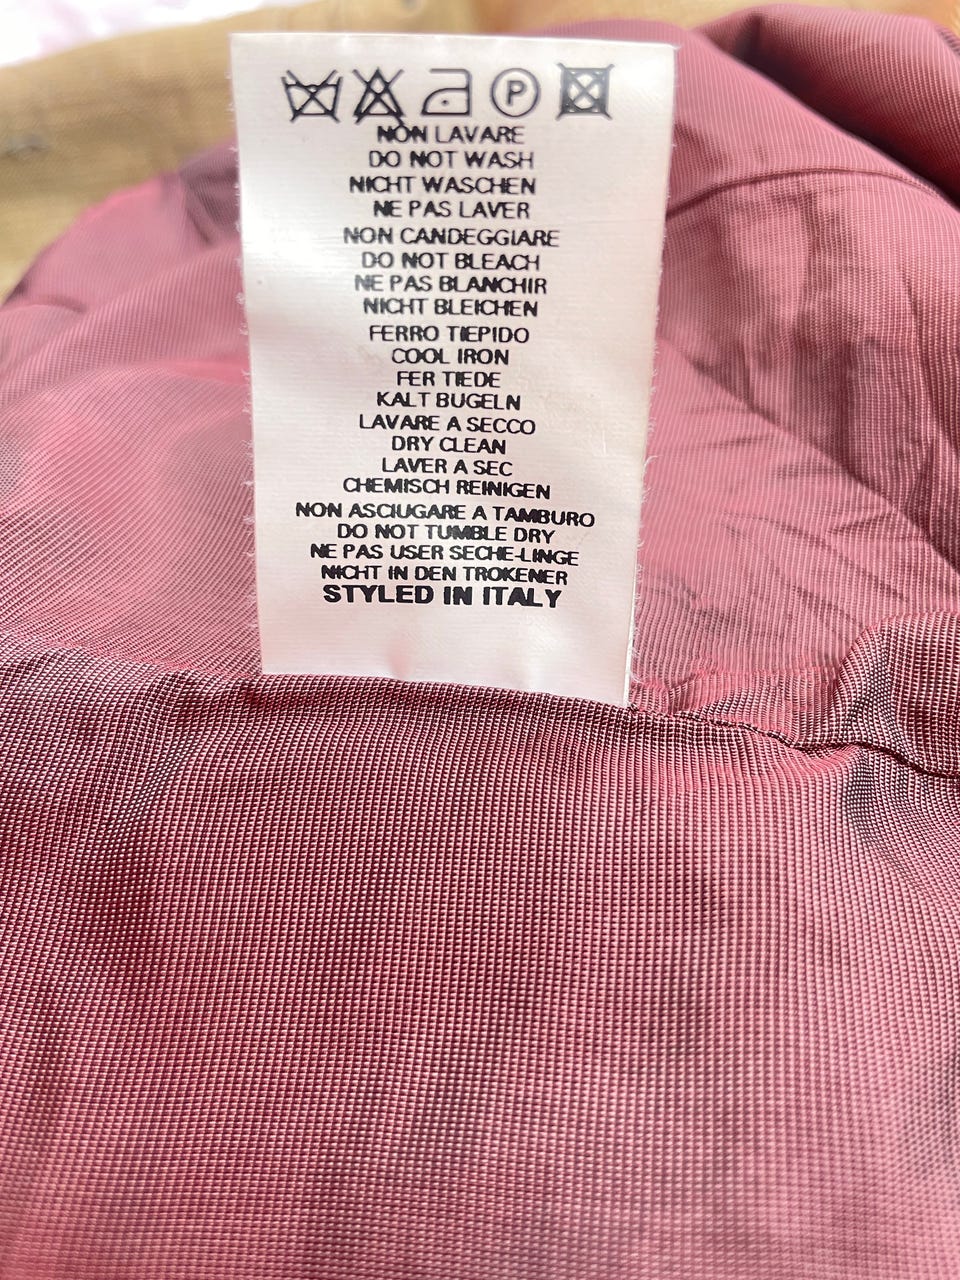 P
NON LAVARE
DO NOT WASH
NICHT WASCHEN
NE PAS LAVER
NON CANDEGGIARE
DO NOT BLEACH
NE PAS BLANCHIR
NICHT BLEICHEN
FERRO TIEPIDO
COOL IRON
FER TIEDE
KALT BUGELN
LAVARE A SECCO
DRY CLEAN
LAVER A SEC
CHEMISCH REINIGEN
NON ASCIUGARE A TAMBURO
DO NOT TUMBLE DRY
NE PAS USER SECHE-LINGE
NICHT IN DEN TROKENER
STYLED IN ITALY